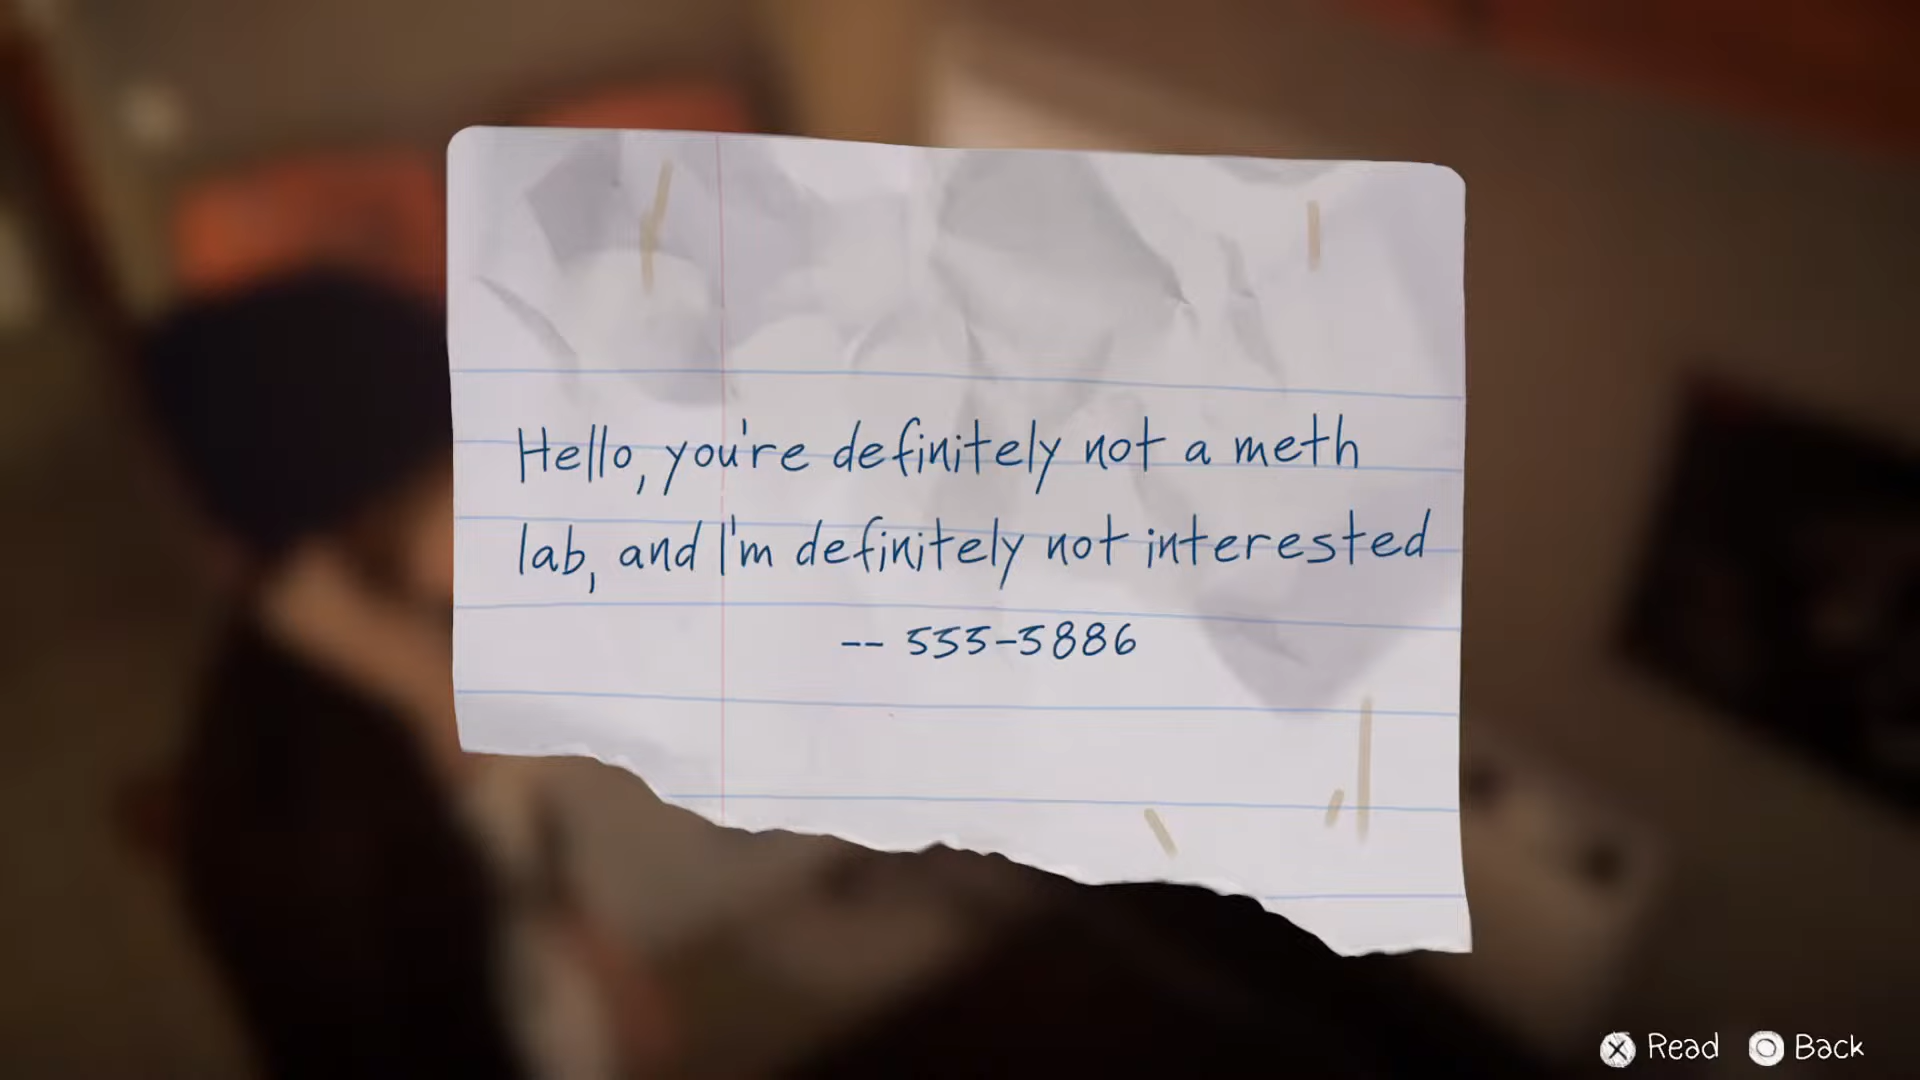 Hello, you're definitely not a meth
lab, and I'm definitely not interested
-- 555-5886
Read Back